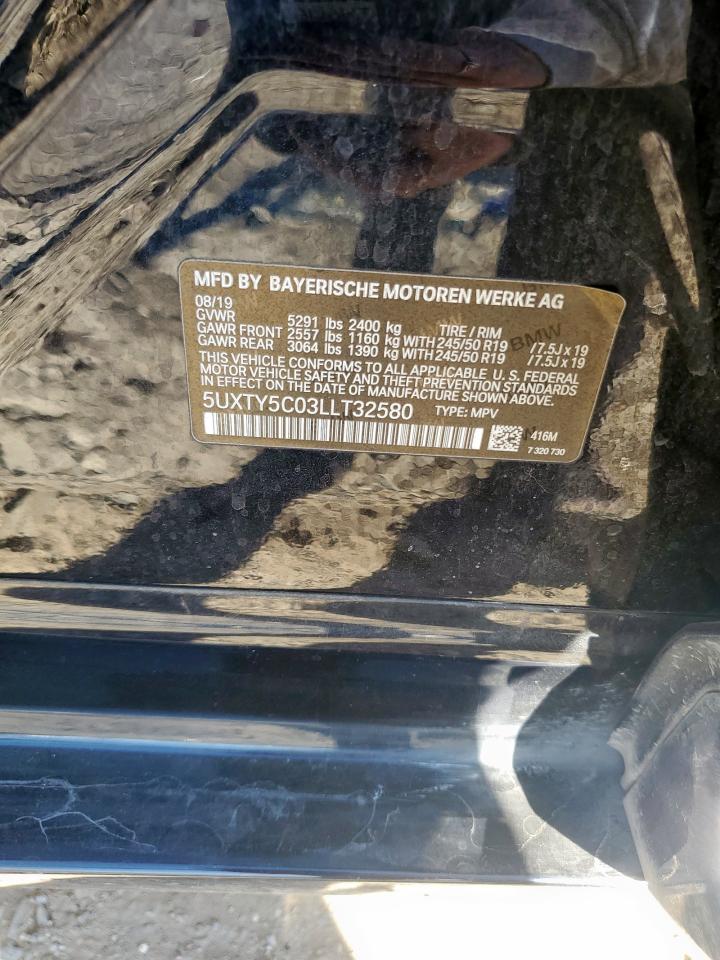 MFD BY BAYERISCHE MOTOREN WERKE AG
08/19
GVWR 5291 lbs 2400 kg TIRE / RIM
GAWR FRONT 2557 lbs 1160 kg WITH 245/50 R19 /7.5J x 19
GAWR REAR 3064 lbs 1390 kg WITH 245/50 R19 /7.5J x 19
THIS VEHICLE CONFORMS TO ALL APPLICABLE U. S. FEDERAL
MOTOR VEHICLE SAFETY AND THEFT PREVENTION STANDARDS
IN EFFECT ON THE DATE OF MANUFACTURE SHOWN ABOVE.
5UXTY5C03LLT32580 TYPE: MPV
416M
7 320 730
BMW